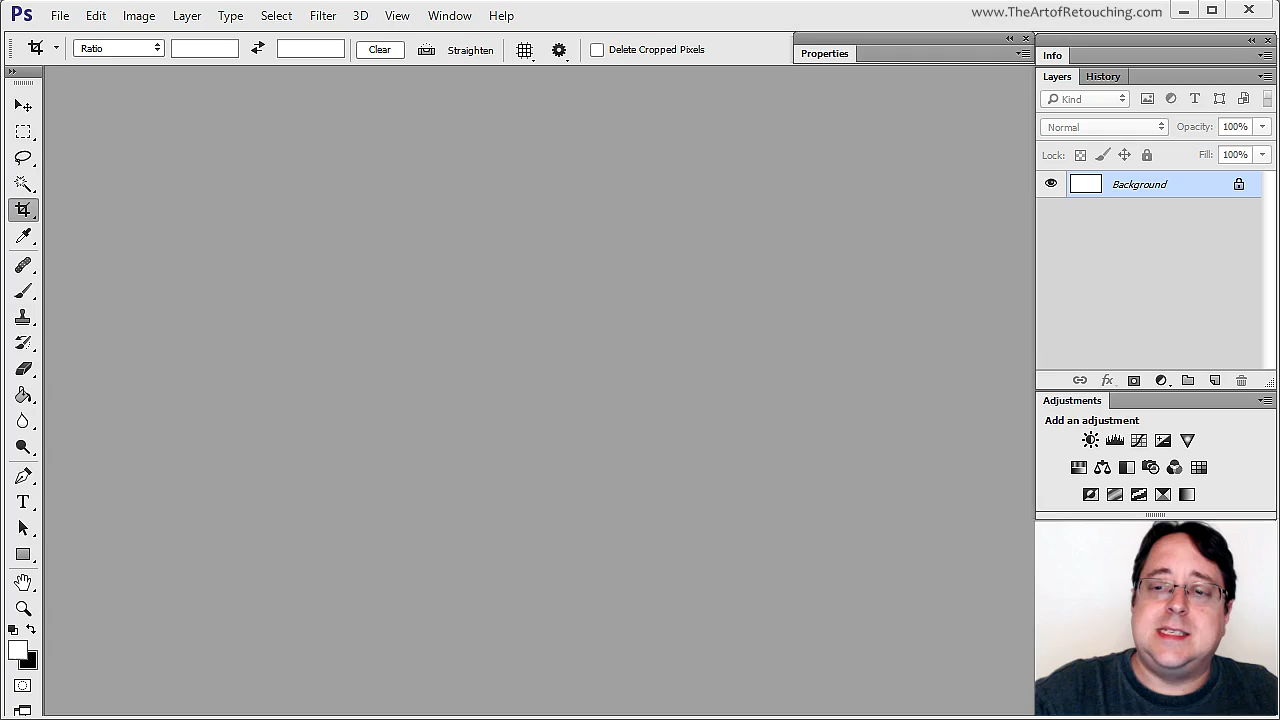 Ps File Edit Image Layer Type Select Filter 3D View Window Help www.TheArtofRetouching.com
Ratio Clear Straighten Delete Cropped Pixels
Properties
Info
Layers History
Kind
Normal Opacity: 100%
Lock: Fill: 100%
Background
fx
Adjustments
Add an adjustment